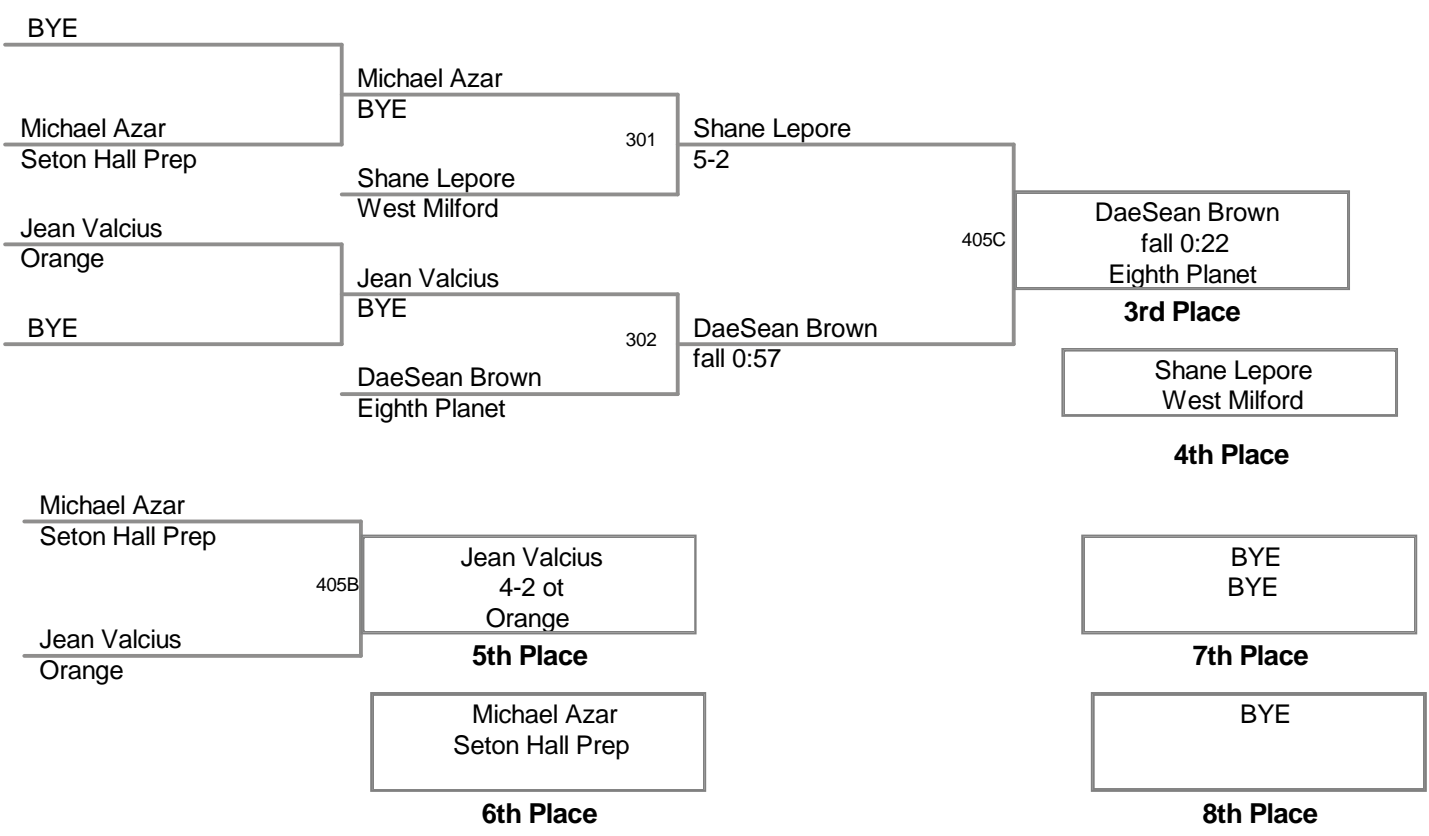 BYE
Michael Azar
BYE
Michael Azar
Seton Hall Prep
301
Shane Lepore
5-2
Shane Lepore
West Milford
Jean Valcius
Orange
405C
DaeSean Brown
fall 0:22
Eighth Planet
3rd Place
Jean Valcius
BYE
BYE
302
DaeSean Brown
fall 0:57
DaeSean Brown
Eighth Planet
Shane Lepore
West Milford
4th Place
Michael Azar
Seton Hall Prep
405B
Jean Valcius
4-2 ot
Orange
5th Place
Jean Valcius
Orange
BYE
BYE
7th Place
Michael Azar
Seton Hall Prep
6th Place
BYE
8th Place